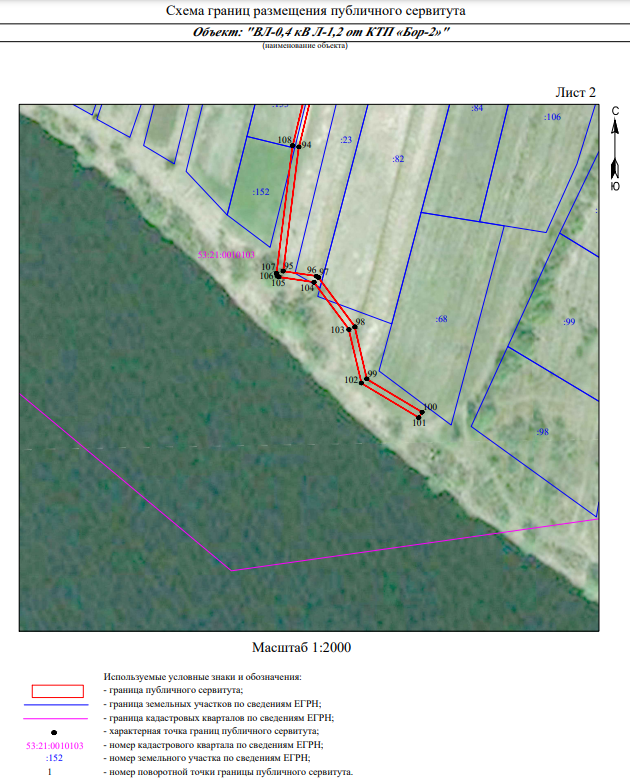 Схема границ размещения публичного сервитута
Объект: "ВЛ-0,4 кВ Л-1,2 от КТП «Бор-2»"
(наименование объекта)
Лист 2
С
Ю
:84
:106
108
94
:23
:82
:152
53:21:0010103
107
95
106
105
96
97
104
103
98
:68
:99
102
99
100
101
:98
Масштаб 1:2000
Используемые условные знаки и обозначения:
- граница публичного сервитута;
- граница земельных участков по сведениям ЕГРН;
- граница кадастровых кварталов по сведениям ЕГРН;
- характерная точка границ публичного сервитута;
53:21:0010103 - номер кадастрового квартала по сведениям ЕГРН;
:152 - номер земельного участка по сведениям ЕГРН;
1 - номер поворотной точки границы публичного сервитута.